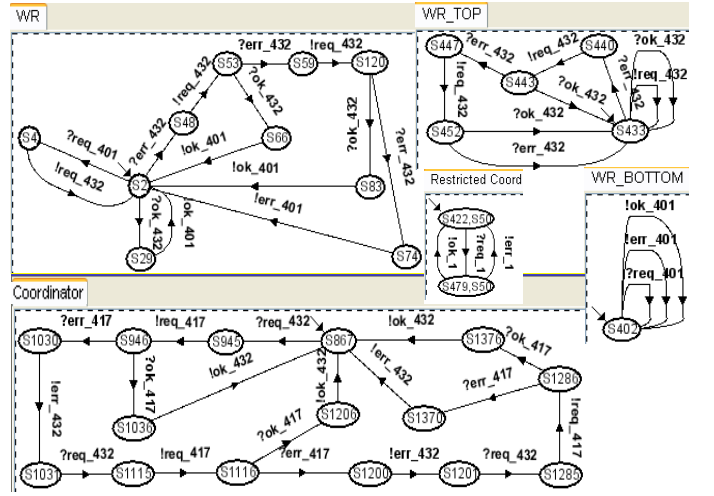 WR
WR_TOP
?err_432
!req_432
S53
S59
S120
!req_432
?ok_432
S48
S66
?ok_432
?err_432
S4
?req_401
?err_432
!ok_401
!req_432
!ok_401
S2
S83
?ok_432
!ok_401
!err_401
S29
S74
S447
?err_432
!req_432
S440
?ok_432
S443
!req_432
?ok_432
?err_432
!req_432
S452
?ok_432
S433
?err_432
Restricted Coord
S422,S50
!ok_1
?req_1
!err_1
S479,S50
WR_BOTTOM
!ok_401
!err_401
?req_401
S402
Coordinator
?err_417
!req_417
?req_432
!ok_432
S1030
S946
S945
S867
S1376
?ok_417
!ok_432
!ok_432
!err_432
?ok_417
?err_417
S1286
!err_432
S1036
S1206
S1370
?ok_417
!req_417
?req_432
!req_417
?err_417
!err_432
?req_432
S1031
S1115
S1116
S1200
S1201
S1285